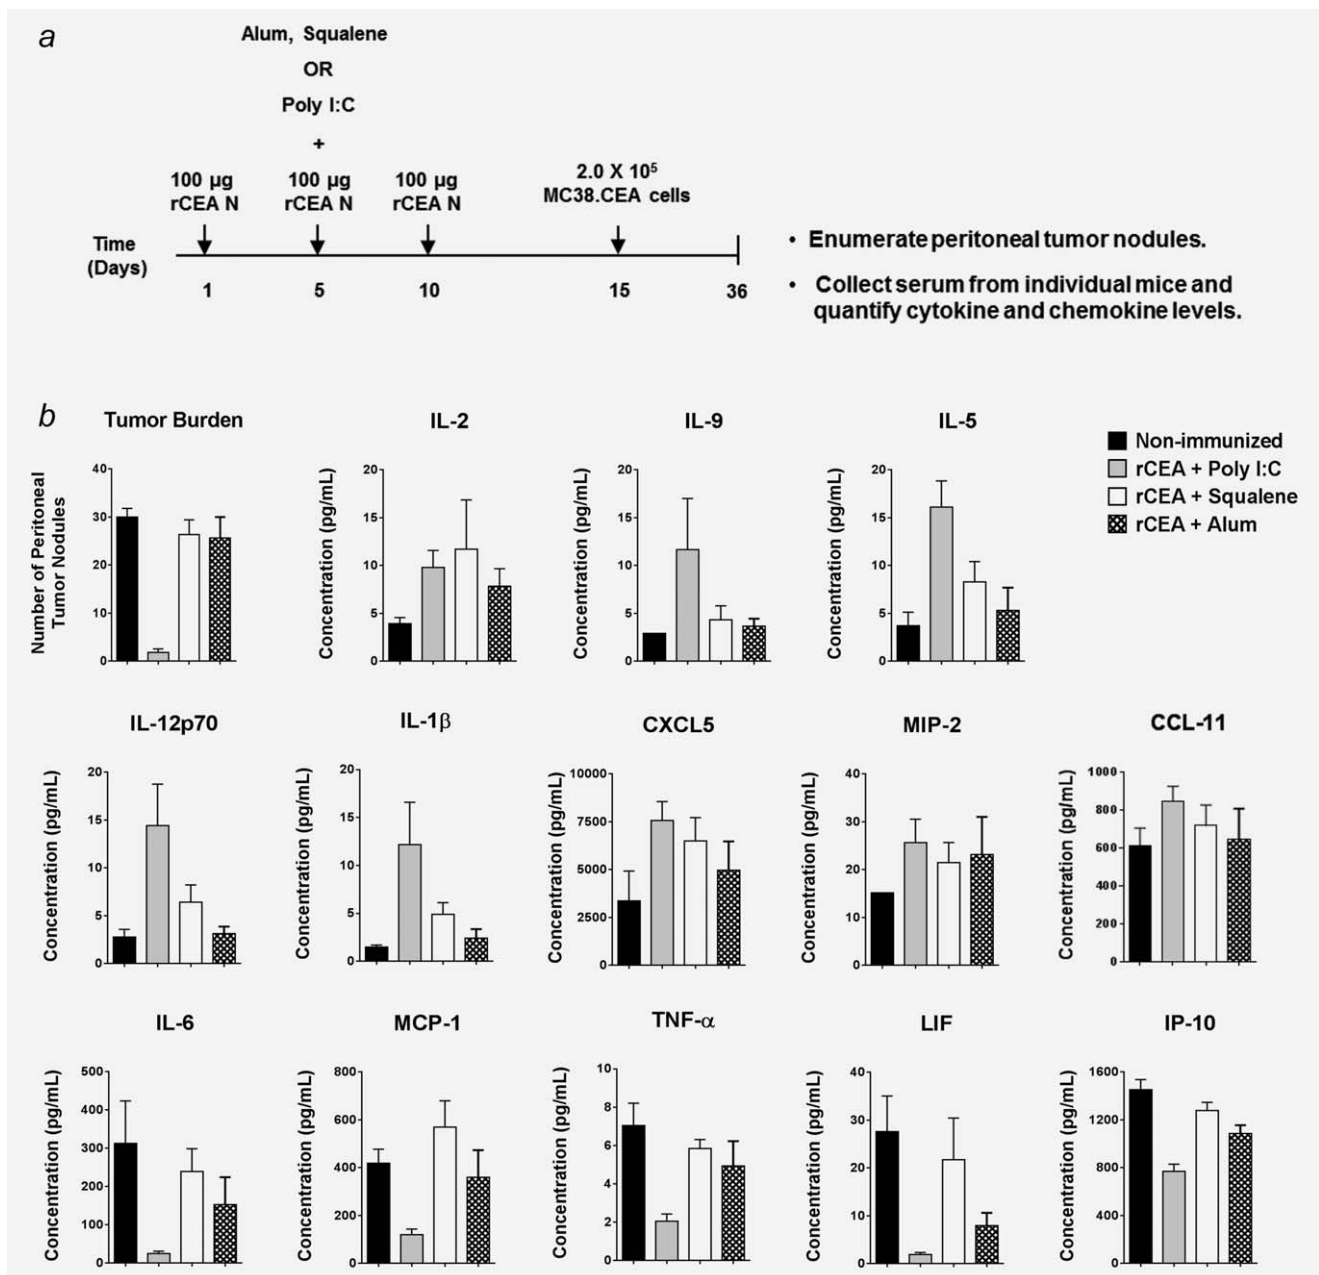 a
Alum, Squalene
OR
Poly I:C
+
100 µg
rCEA N
100 µg
rCEA N
100 µg
rCEA N
2.0 X 10⁵
MC38.CEA cells
Time
(Days)
1 5 10 15 36
• Enumerate peritoneal tumor nodules.
• Collect serum from individual mice and
quantify cytokine and chemokine levels.
b
Tumor Burden
Number of Peritoneal
Tumor Nodules
40
30
20
10
0
IL-2
Concentration (pg/mL)
20
15
10
5
0
IL-9
Concentration (pg/mL)
20
15
10
5
0
IL-5
Concentration (pg/mL)
20
15
10
5
0
Non-immunized
rCEA + Poly I:C
rCEA + Squalene
rCEA + Alum
IL-12p70
Concentration (pg/mL)
20
15
10
5
0
IL-1β
Concentration (pg/mL)
20
15
10
5
0
CXCL5
Concentration (pg/mL)
10000
7500
5000
2500
0
MIP-2
Concentration (pg/mL)
40
30
20
10
0
CCL-11
Concentration (pg/mL)
1000
800
600
400
200
0
IL-6
Concentration (pg/mL)
500
400
300
200
100
0
MCP-1
Concentration (pg/mL)
800
600
400
200
0
TNF-α
Concentration (pg/mL)
10
8
6
4
2
0
LIF
Concentration (pg/mL)
40
30
20
10
0
IP-10
Concentration (pg/mL)
1600
1200
800
400
0